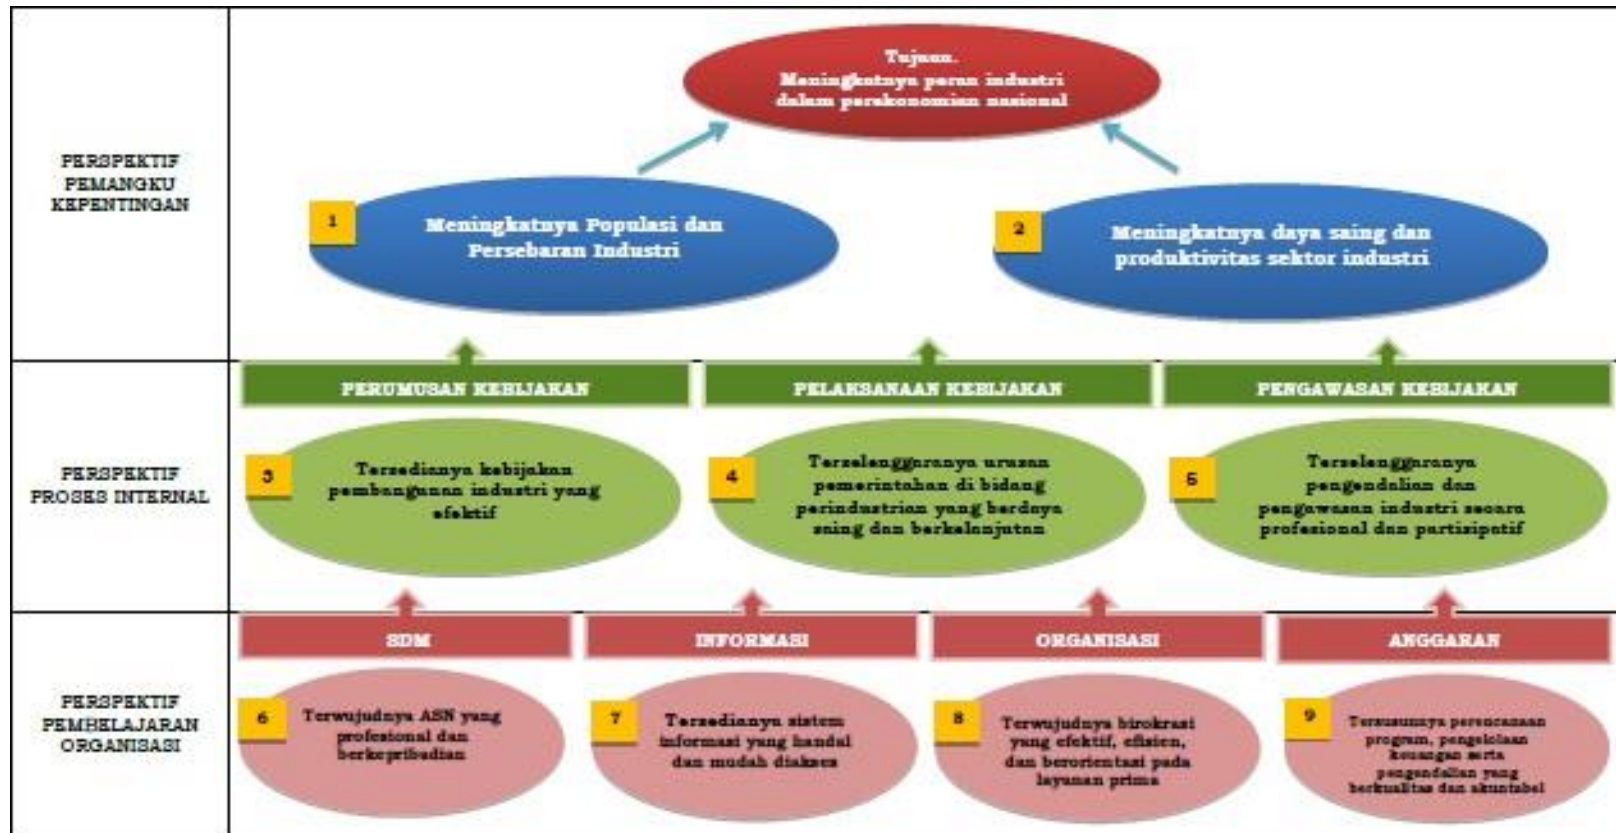 Tujuan.
Meningkatnya peran industri
dalam perekonomian nasional
PERSPEKTIF
PEMANGKU
KEPENTINGAN
1
Meningkatnya Populasi dan
Persebaran Industri
2
Meningkatnya daya saing dan
produktivitas sektor industri
PERUMUSAN KEBIJAKAN
PELAKSANAAN KEBIJAKAN
PENGAWASAN KEBIJAKAN
PERSPEKTIF
PROSES INTERNAL
3
Tersedianya kebijakan
pembangunan industri yang
efektif
4
Terselenggaranya urusan
pemerintahan di bidang
perindustrian yang berdaya
saing dan berkelanjutan
5
Terselenggaranya
pengendalian dan
pengawasan industri secara
profesional dan partisipatif
SDM
INFORMASI
ORGANISASI
ANGGARAN
PERSPEKTIF
PEMBELAJARAN
ORGANISASI
6
Terwujudnya ASN yang
profesional dan
berkepribadian
7
Tersedianya sistem
informasi yang handal
dan mudah diakses
8
Terwujudnya birokrasi
yang efektif, efisien,
dan berorientasi pada
layanan prima
9
Tersusunnya perencanaan
program, pengelolaan
keuangan serta
pengendalian yang
berkualitas dan akuntabel